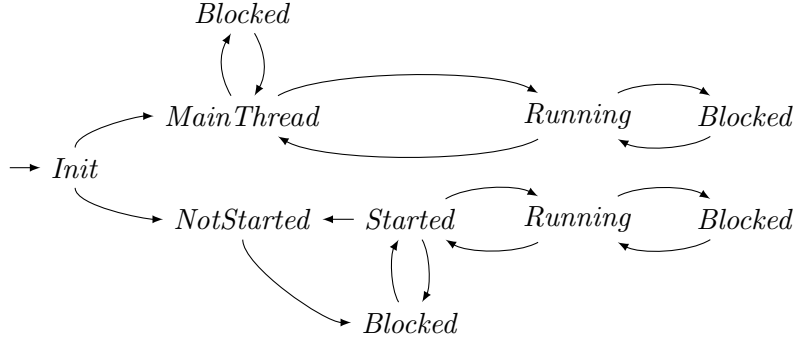 Blocked
MainThread Running Blocked
Init
NotStarted Started Running Blocked
Blocked